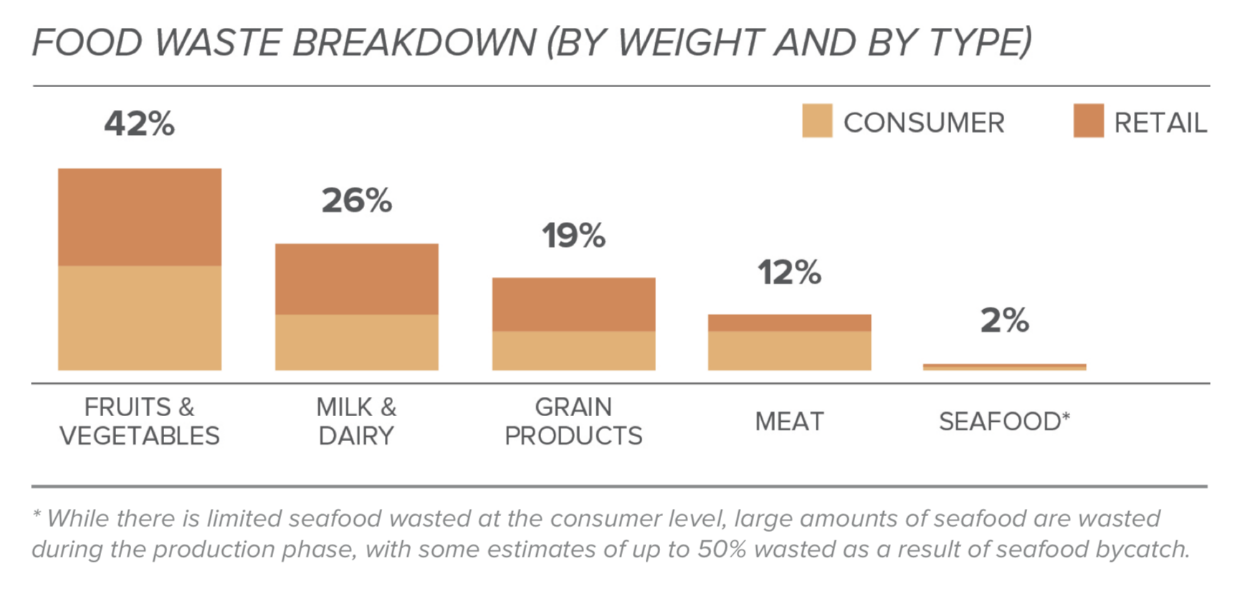 FOOD WASTE BREAKDOWN (BY WEIGHT AND BY TYPE)
CONSUMER
RETAIL
42%
26%
19%
12%
2%
FRUITS &
VEGETABLES
MILK &
DAIRY
GRAIN
PRODUCTS
MEAT
SEAFOOD*
* While there is limited seafood wasted at the consumer level, large amounts of seafood are wasted
during the production phase, with some estimates of up to 50% wasted as a result of seafood bycatch.